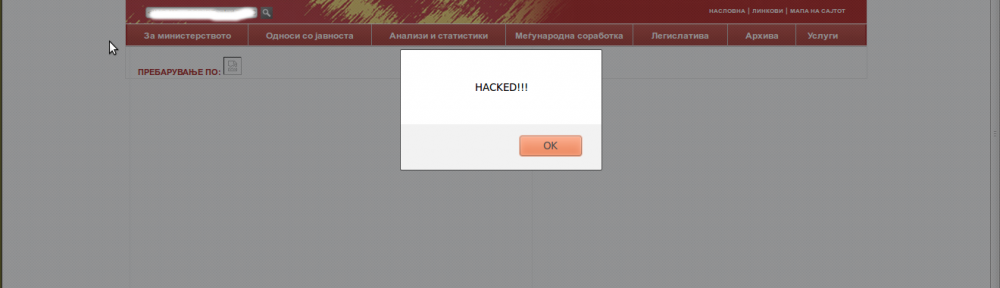 НАСЛОВНА | ЛИНКОВИ | МАПА НА САЈТОТ
За министерството Односи со јавноста Анализи и статистики Меѓународна соработка Легислатива Архива Услуги
ПРЕБАРУВАЊЕ ПО:
HACKED!!!
OK